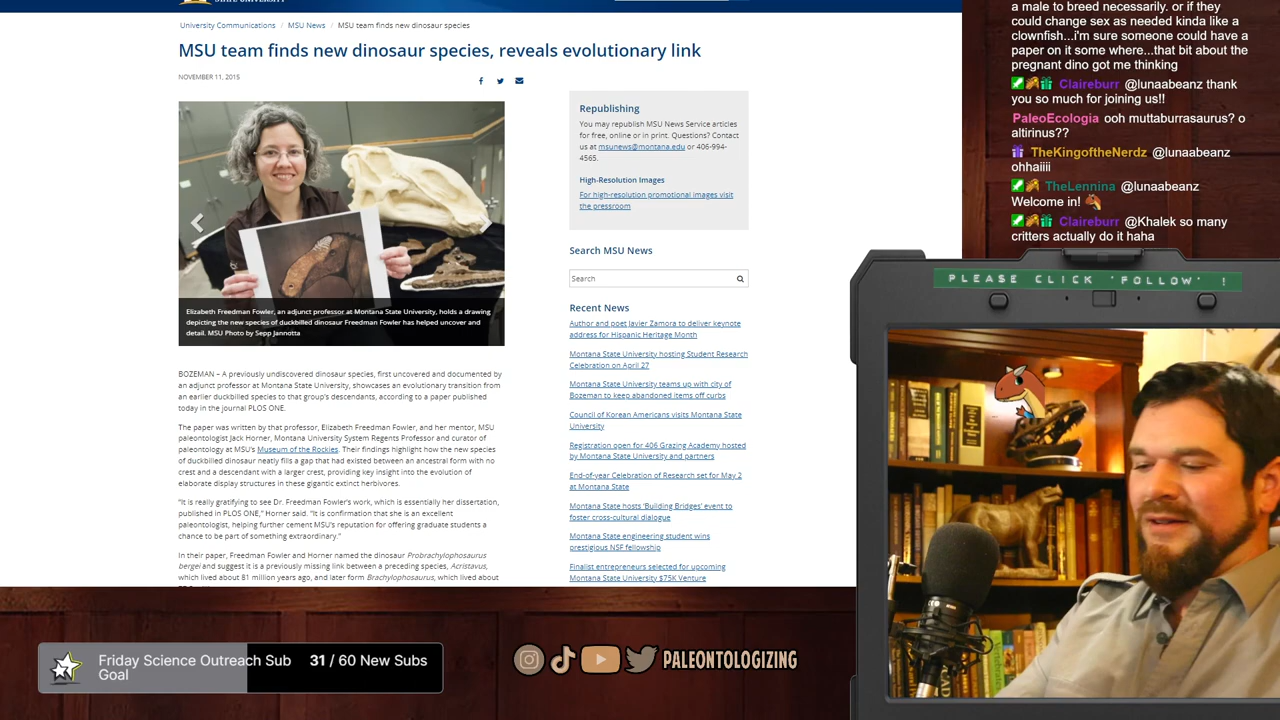 STATE UNIVERSITY
University Communications / MSU News / MSU team finds new dinosaur species
MSU team finds new dinosaur species, reveals evolutionary link
NOVEMBER 11, 2015
Elizabeth Freedman Fowler, an adjunct professor at Montana State University, holds a drawing
depicting the new species of duckbilled dinosaur Freedman Fowler has helped uncover and
detail. MSU Photo by Sepp Jannotta
BOZEMAN – A previously undiscovered dinosaur species, first uncovered and documented by
an adjunct professor at Montana State University, showcases an evolutionary transition from
an earlier duckbilled species to that group's descendants, according to a paper published
today in the journal PLOS ONE.
The paper was written by that professor, Elizabeth Freedman Fowler, and her mentor, MSU
paleontologist Jack Horner, Montana University System Regents Professor and curator of
paleontology at MSU's Museum of the Rockies. Their findings highlight how the new species
of duckbilled dinosaur neatly fills a gap that had existed between an ancestral form with no
crest and a descendant with a larger crest, providing key insight into the evolution of
elaborate display structures in these gigantic extinct herbivores.
"It is really gratifying to see Dr. Freedman Fowler's work, which is essentially her dissertation,
published in PLOS ONE," Horner said. "It is confirmation that she is an excellent
paleontologist, helping further cement MSU's reputation for offering graduate students a
chance to be part of something extraordinary."
In their paper, Freedman Fowler and Horner named the dinosaur Probrachylophosaurus
bergei and suggest it is a previously missing link between a preceding species, Acristavus,
which lived about 81 million years ago, and later form Brachylophosaurus, which lived about
Republishing
You may republish MSU News Service articles
for free, online or in print. Questions? Contact
us at msunews@montana.edu or 406-994-
4565.
High-Resolution Images
For high-resolution promotional images visit
the pressroom
Search MSU News
Search
Recent News
Author and poet Javier Zamora to deliver keynote
address for Hispanic Heritage Month
Montana State University hosting Student Research
Celebration on April 27
Montana State University teams up with city of
Bozeman to keep abandoned items off curbs
Council of Korean Americans visits Montana State
University
Registration open for 406 Grazing Academy hosted
by Montana State University and partners
End-of-year Celebration of Research set for May 2
at Montana State
Montana State hosts 'Building Bridges' event to
foster cross-cultural dialogue
Montana State engineering student wins
prestigious NSF fellowship
Finalist entrepreneurs selected for upcoming
Montana State University $75K Venture
a male to breed necessarily. or if they
could change sex as needed kinda like a
clownfish...i'm sure someone could have a
paper on it some where...that bit about the
pregnant dino got me thinking
Claireburr @lunaabeanz thank
you so much for joining us!!
PaleoEcologia ooh muttaburrasaurus? o
altirinus??
TheKingoftheNerdz @lunaabeanz
ohhaiiii
TheLennina @lunaabeanz
Welcome in!
Claireburr @Khalek so many
critters actually do it haha
PLEASE CLICK 'FOLLOW' !
Friday Science Outreach Sub
Goal
31 / 60 New Subs
PALEONTOLOGIZING